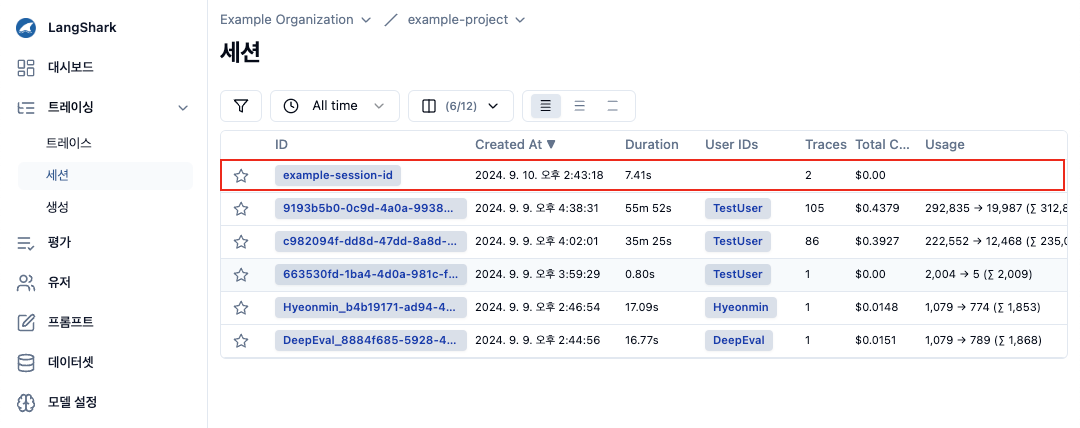 LangShark
대시보드
트레이싱
트레이스
세션
생성
평가
유저
프롬프트
데이터셋
모델 설정
Example Organization / example-project
세션
All time (6/12)
ID Created At ▼ Duration User IDs Traces Total C... Usage
example-session-id 2024. 9. 10. 오후 2:43:18 7.41s 2 $0.00
9193b5b0-0c9d-4a0a-9938... 2024. 9. 9. 오후 4:38:31 55m 52s TestUser 105 $0.4379 292,835 → 19,987 (∑ 312,8
c982094f-dd8d-47dd-8a8d-... 2024. 9. 9. 오후 4:02:01 35m 25s TestUser 86 $0.3927 222,552 → 12,468 (∑ 235,0
663530fd-1ba4-4d0a-981c-f... 2024. 9. 9. 오후 3:59:29 0.80s TestUser 1 $0.00 2,004 → 5 (∑ 2,009)
Hyeonmin_b4b19171-ad94-4... 2024. 9. 9. 오후 2:46:54 17.09s Hyeonmin 1 $0.0148 1,079 → 774 (∑ 1,853)
DeepEval_8884f685-5928-4... 2024. 9. 9. 오후 2:44:56 16.77s DeepEval 1 $0.0151 1,079 → 789 (∑ 1,868)